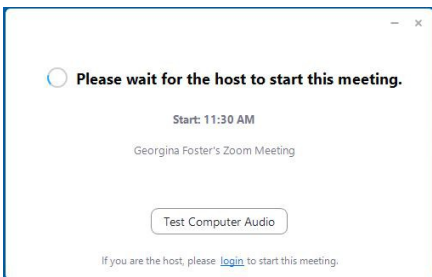 Please wait for the host to start this meeting.
Start: 11:30 AM
Georgina Foster's Zoom Meeting
Test Computer Audio
If you are the host, please login to start this meeting.